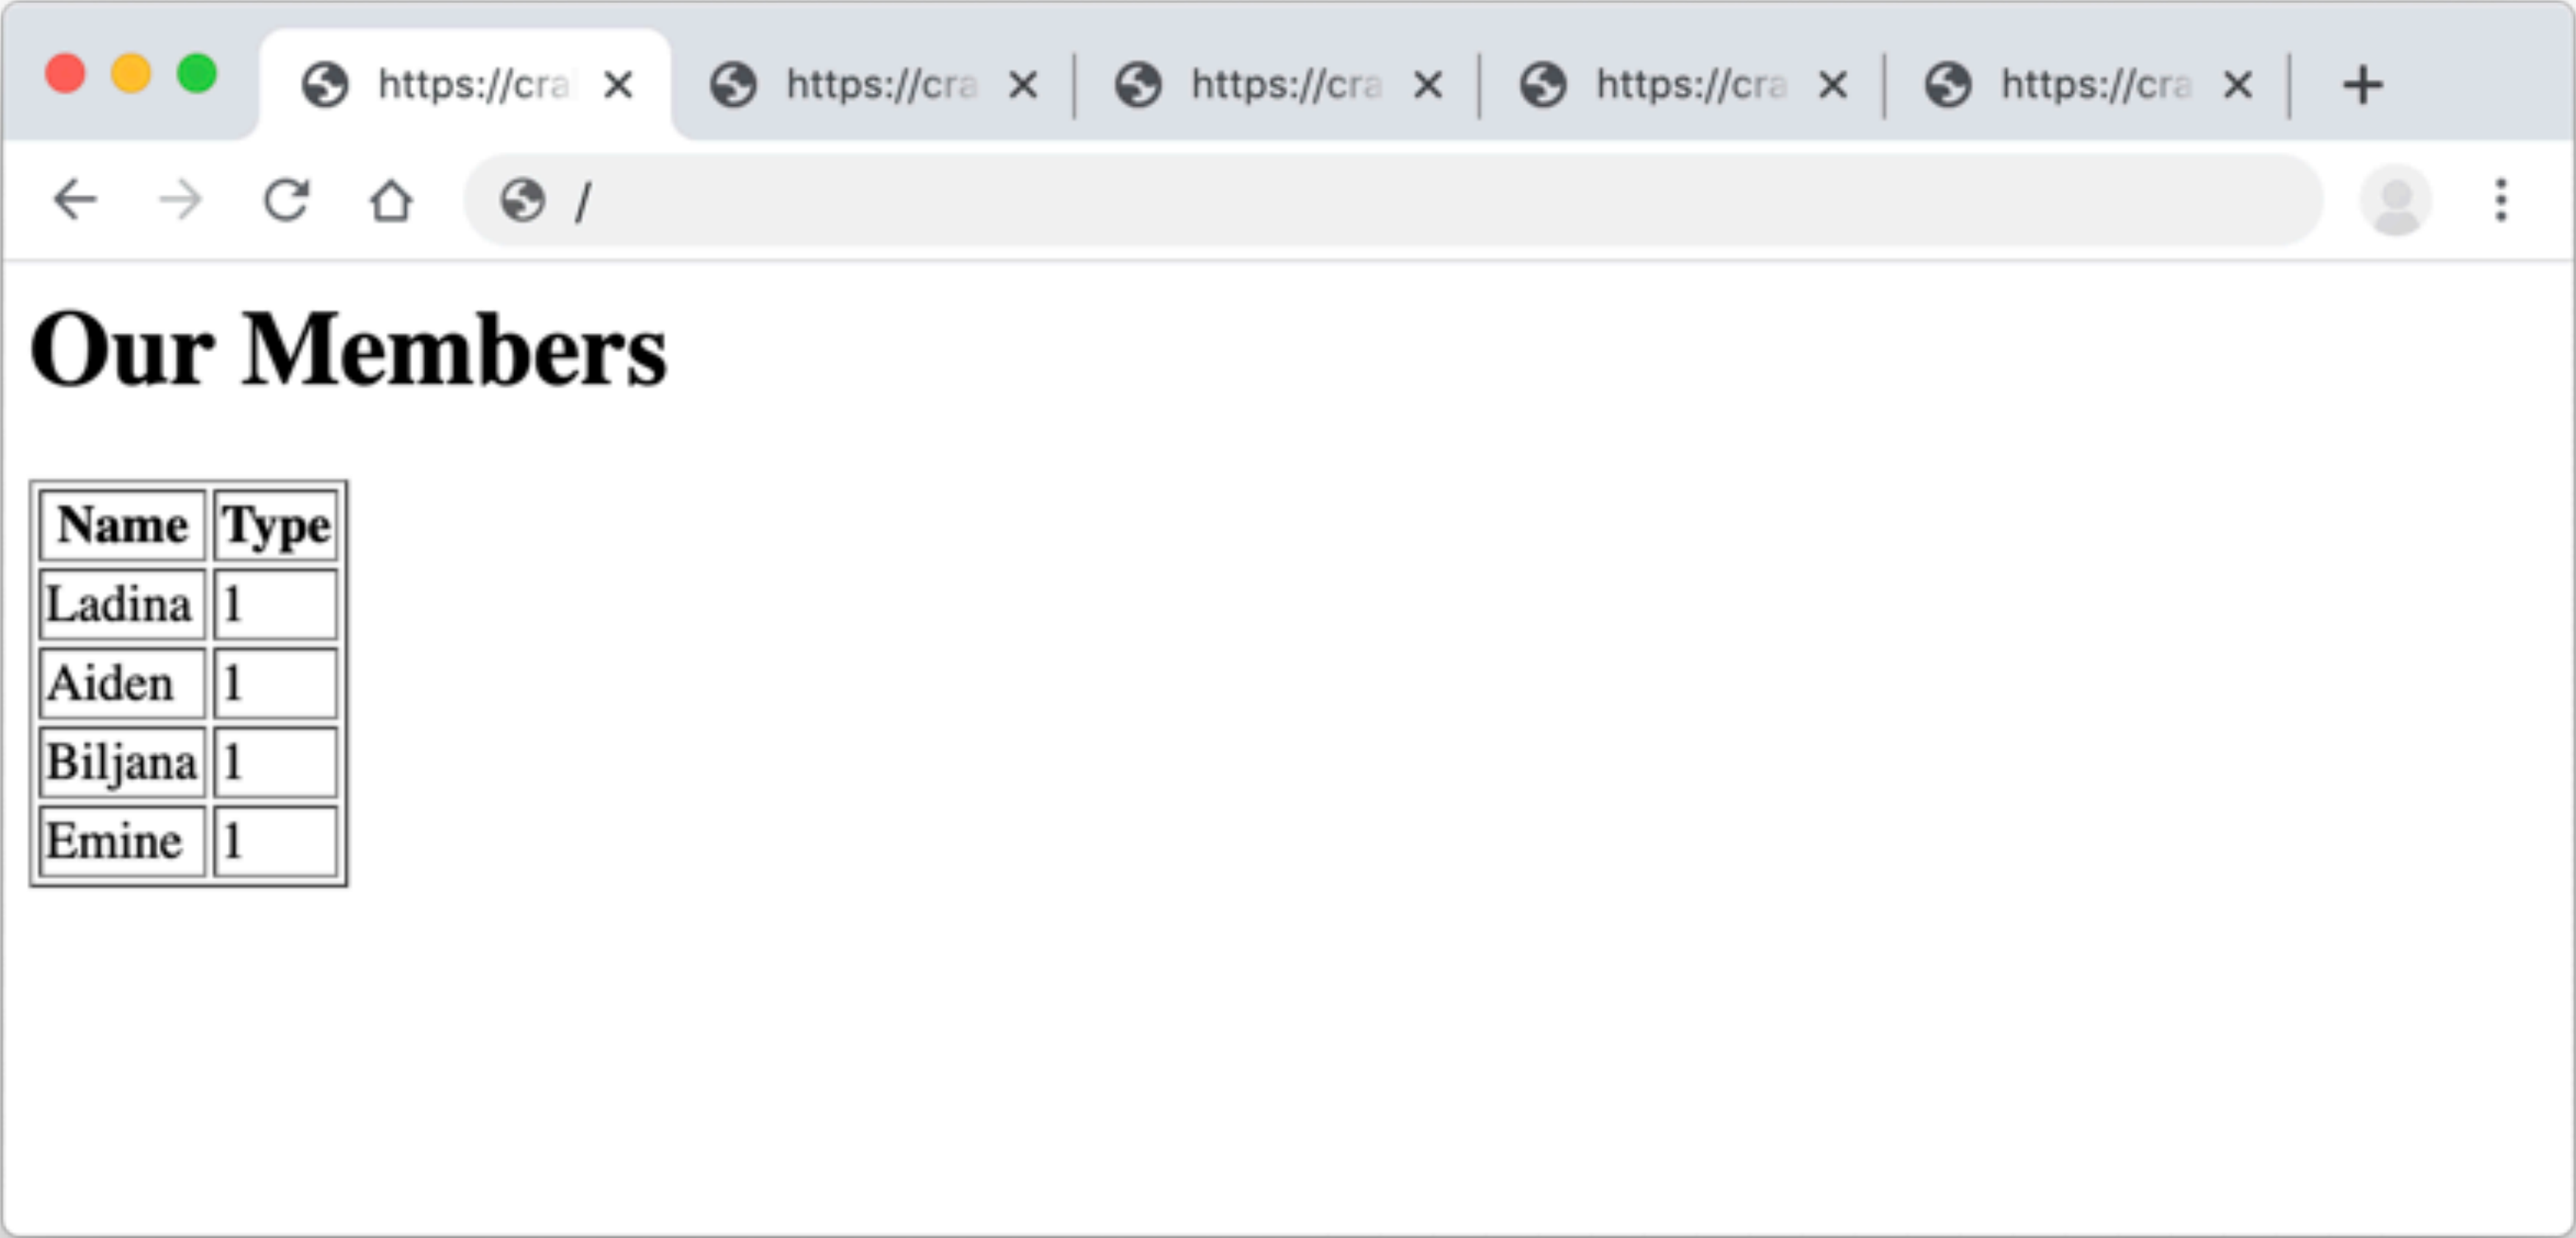 https://cra https://cra https://cra https://cra https://cra
/
Our Members
Name Type
Ladina 1
Aiden 1
Biljana 1
Emine 1